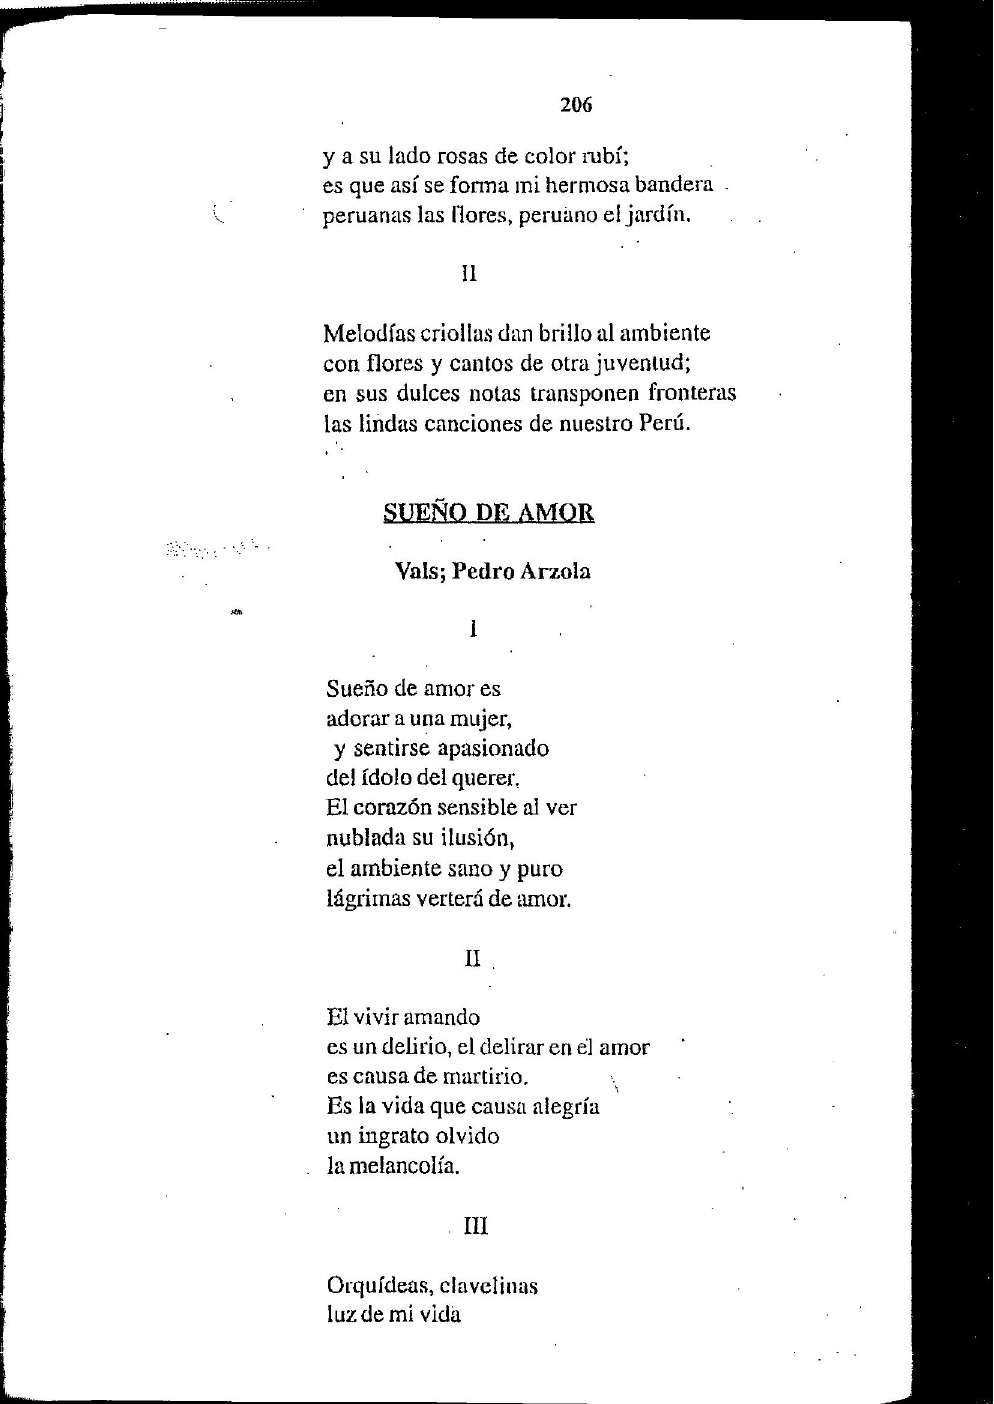 206
y a su lado rosas de color rubí;
es que así se forma mi hermosa bandera
peruanas las flores, peruano el jardín.
II
Melodías criollas dan brillo al ambiente
con flores y cantos de otra juventud;
en sus dulces notas transponen fronteras
las lindas canciones de nuestro Perú.
SUEÑO DE AMOR
Vals; Pedro Arzola
I
Sueño de amor es
adorar a una mujer,
y sentirse apasionado
del ídolo del querer.
El corazón sensible al ver
nublada su ilusión,
el ambiente sano y puro
lágrimas verterá de amor.
II
El vivir amando
es un delirio, el delirar en el amor
es causa de martirio.
Es la vida que causa alegría
un ingrato olvido
la melancolía.
III
Orquídeas, clavelinas
luz de mi vida